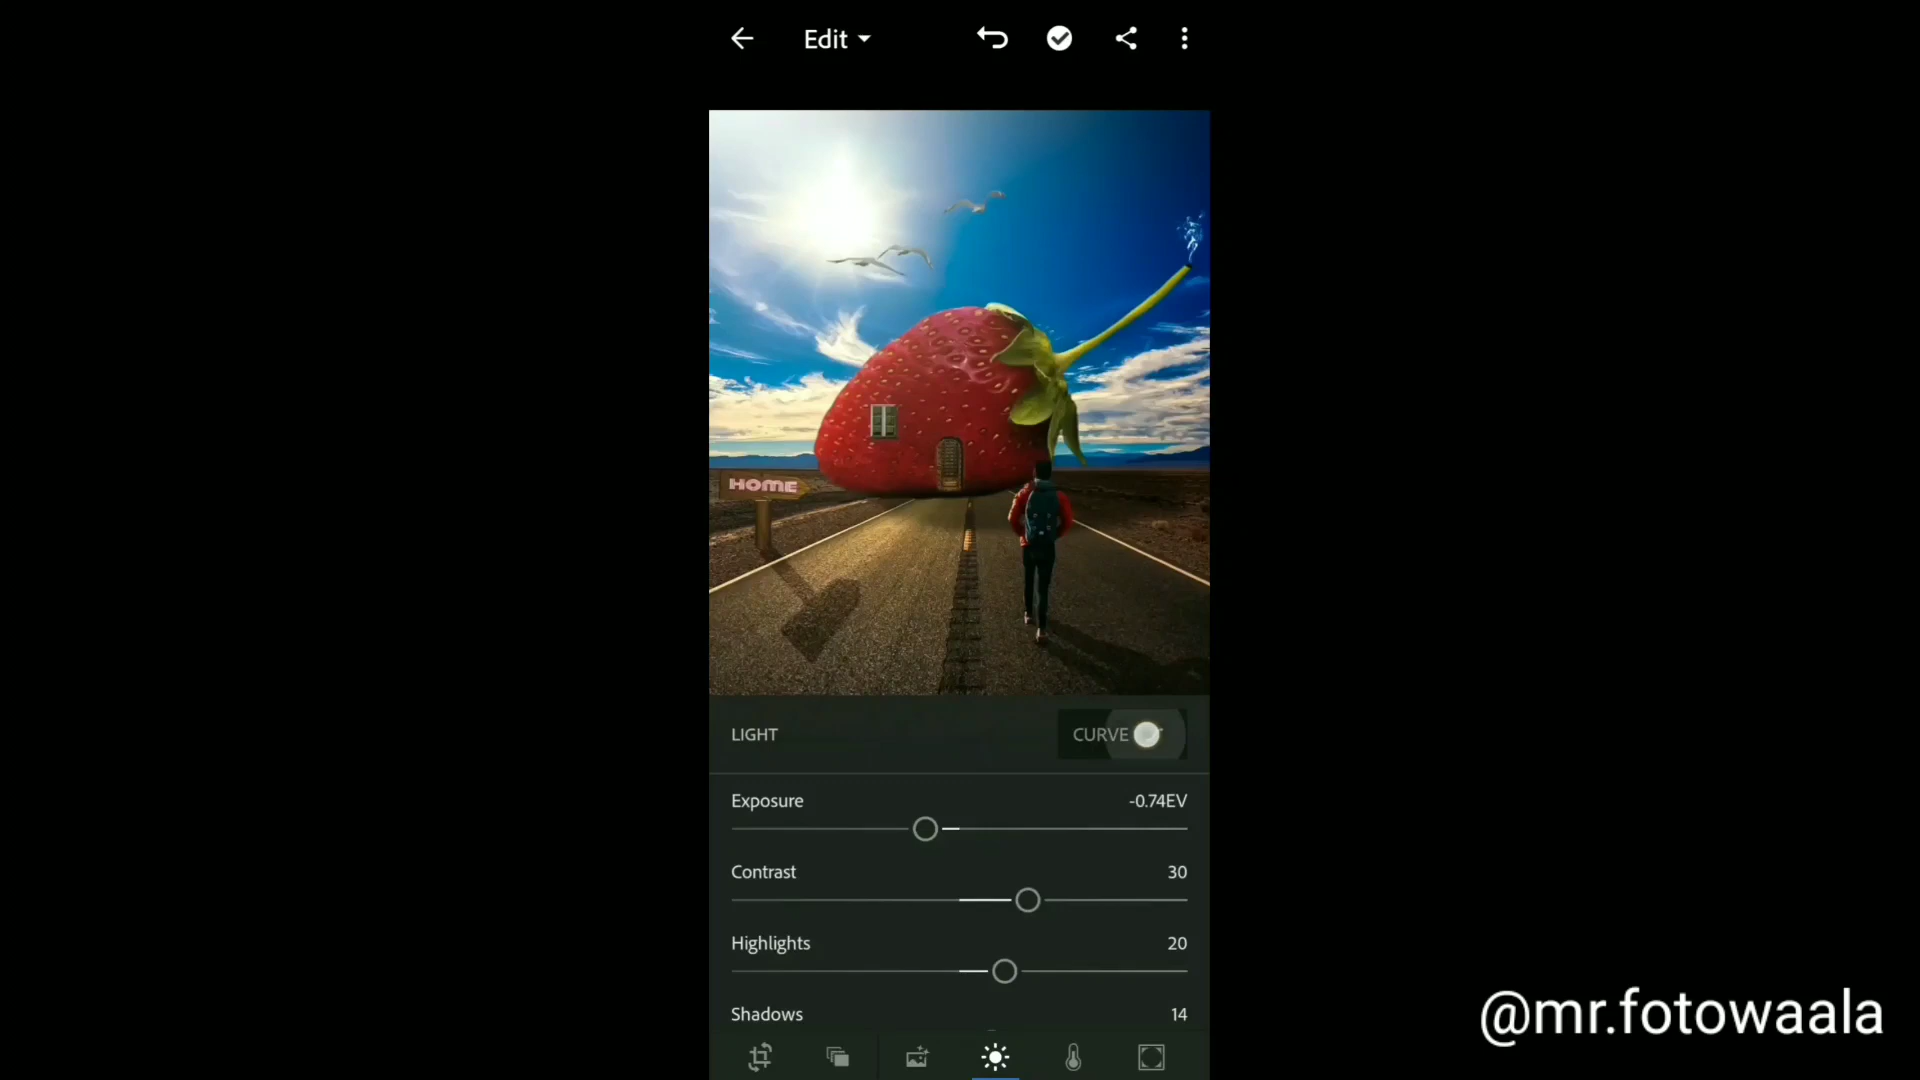 Edit
HOME
LIGHT
CURVE
Exposure -0.74EV
Contrast 30
Highlights 20
Shadows 14
@mr.fotowaala